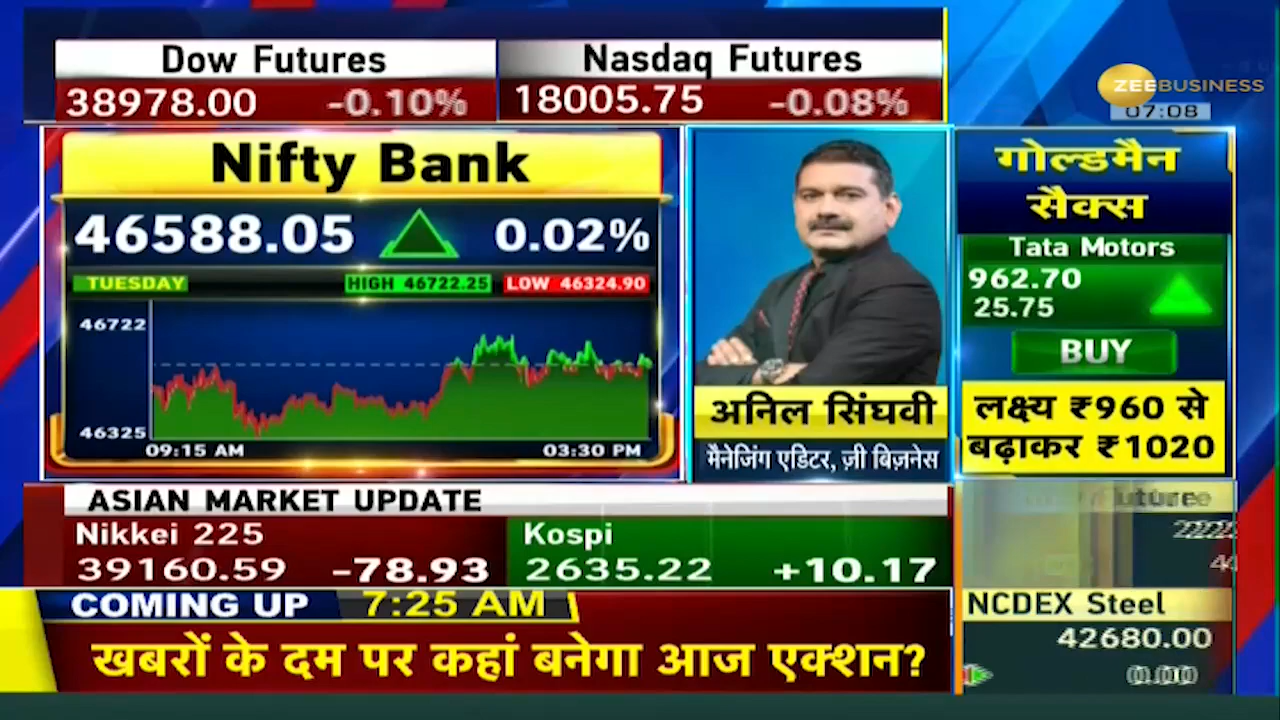 Dow Futures
38978.00 -0.10%
Nasdaq Futures
18005.75 -0.08%
ZEEBUSINESS
07:08
Nifty Bank
46588.05 0.02%
TUESDAY HIGH 46722.25 LOW 46324.90
46722
46325
09:15 AM 03:30 PM
अनिल सिंघवी
मैनेजिंग एडिटर, ज़ी बिज़नेस
गोल्डमैन
सैक्स
Tata Motors
962.70
25.75
BUY
लक्ष्य ₹960 से
बढ़ाकर ₹1020
ASIAN MARKET UPDATE
Nikkei 225
39160.59 -78.93
Kospi
2635.22 +10.17
NCDEX Steel
42680.00
0.00
COMING UP 7:25 AM
खबरों के दम पर कहां बनेगा आज एक्शन?